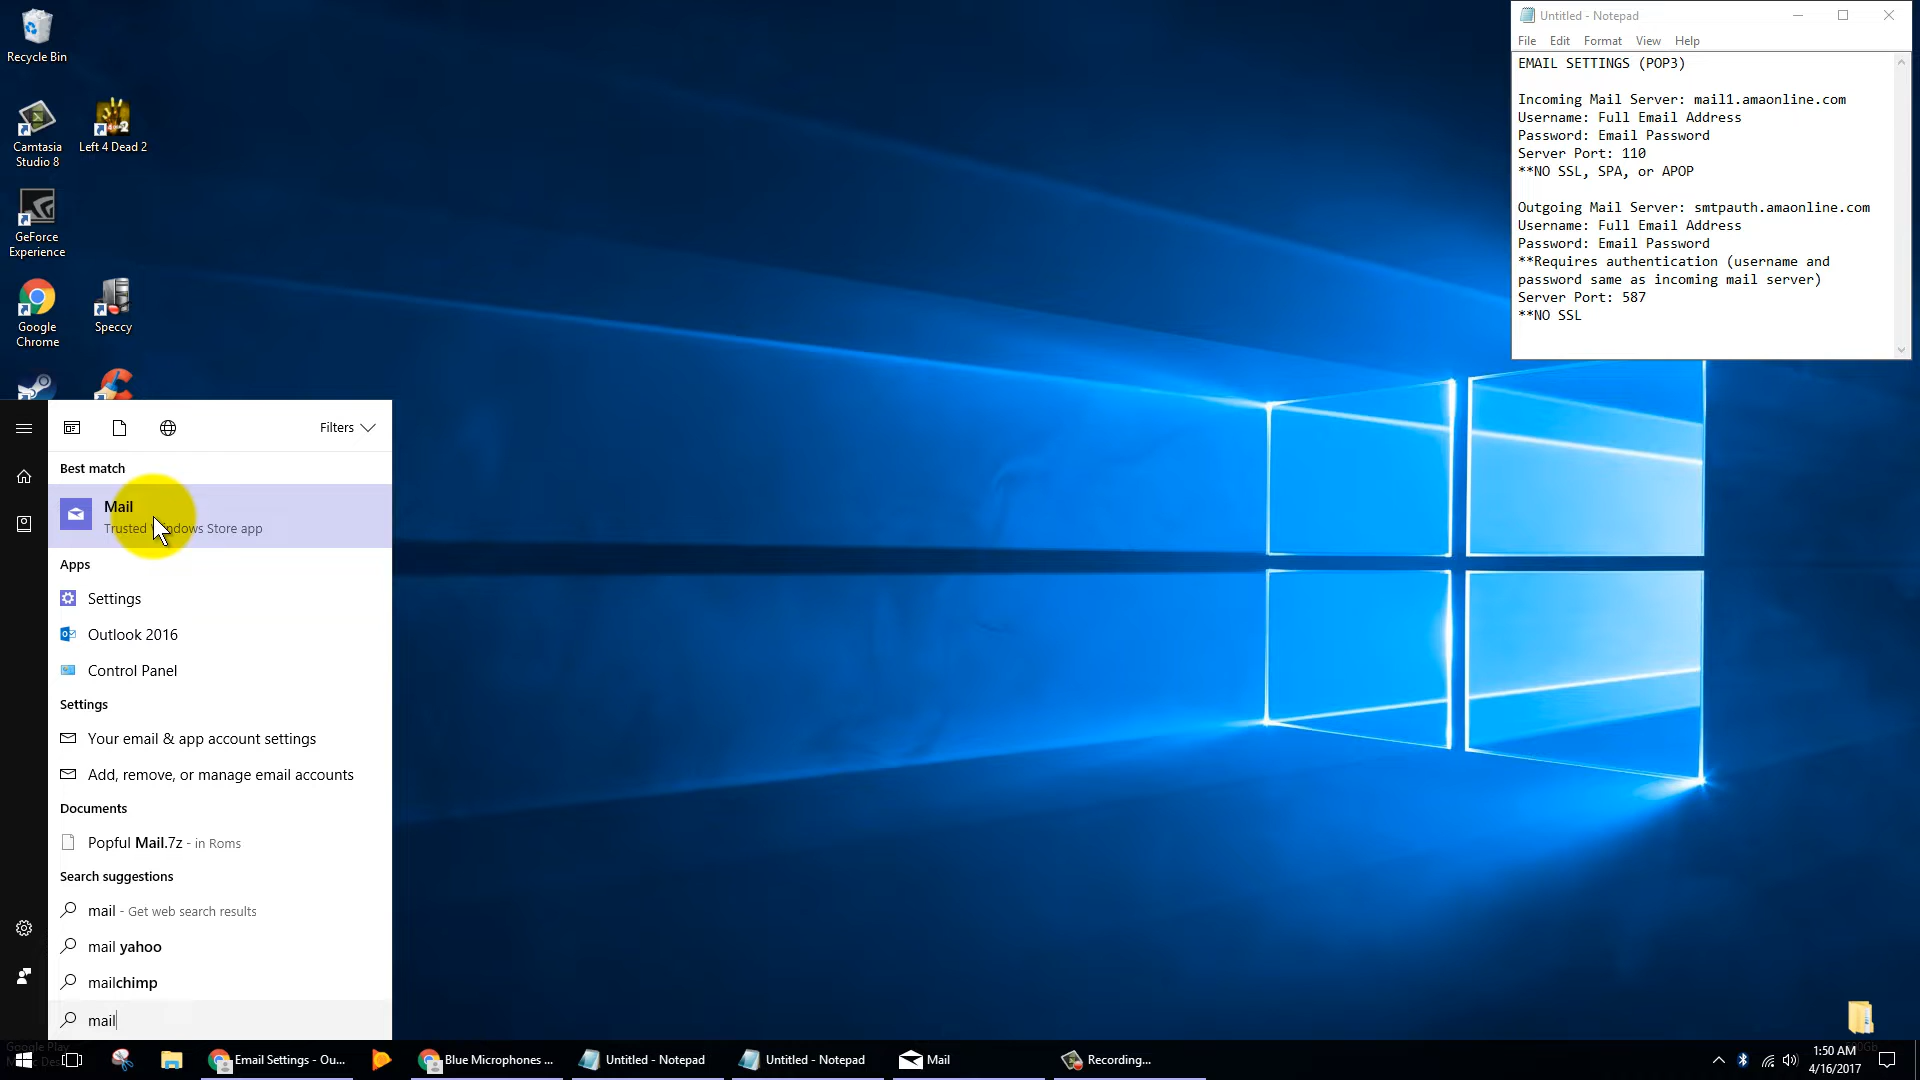 Recycle Bin
Camtasia
Studio 8
Left 4 Dead 2
GeForce
Experience
Google
Chrome
Speccy
Untitled - Notepad
File Edit Format View Help
EMAIL SETTINGS (POP3)
Incoming Mail Server: mail1.amaonline.com
Username: Full Email Address
Password: Email Password
Server Port: 110
**NO SSL, SPA, or APOP
Outgoing Mail Server: smtpauth.amaonline.com
Username: Full Email Address
Password: Email Password
**Requires authentication (username and
password same as incoming mail server)
Server Port: 587
**NO SSL
Filters
Best match
Mail
Trusted Windows Store app
Apps
Settings
Outlook 2016
Control Panel
Settings
Your email & app account settings
Add, remove, or manage email accounts
Documents
Popful Mail.7z - in Roms
Search suggestions
mail - Get web search results
mail yahoo
mailchimp
mail
Google Play
Email Settings - Ou...
Blue Microphones ...
Untitled - Notepad
Untitled - Notepad
Mail
Recording...
1:50 AM
4/16/2017